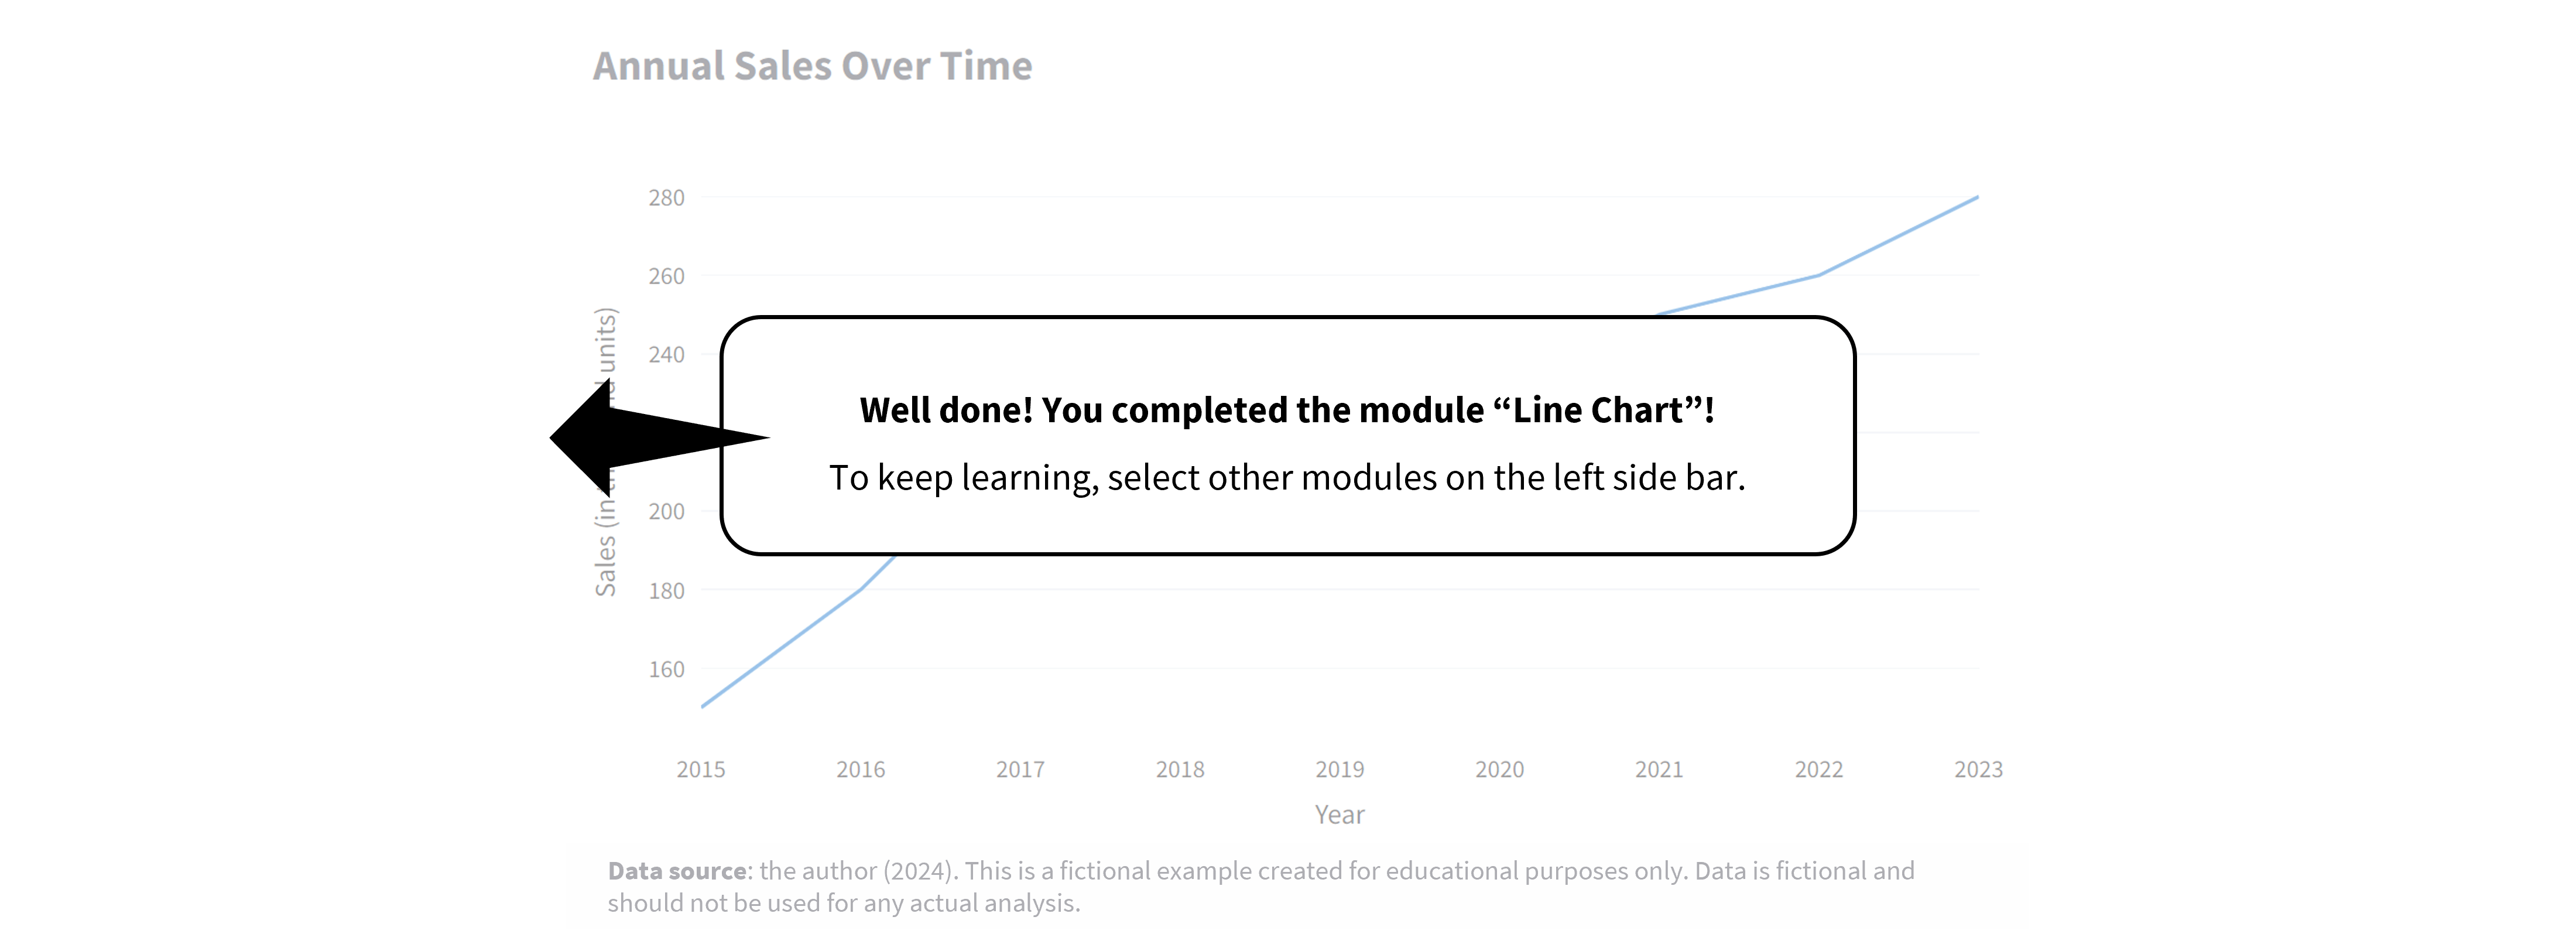 Annual Sales Over Time
280
260
240
200
180
160
Sales (in
units)
Well done! You completed the module “Line Chart”!
To keep learning, select other modules on the left side bar.
2015 2016 2017 2018 2019 2020 2021 2022 2023
Year
Data source: the author (2024). This is a fictional example created for educational purposes only. Data is fictional and
should not be used for any actual analysis.